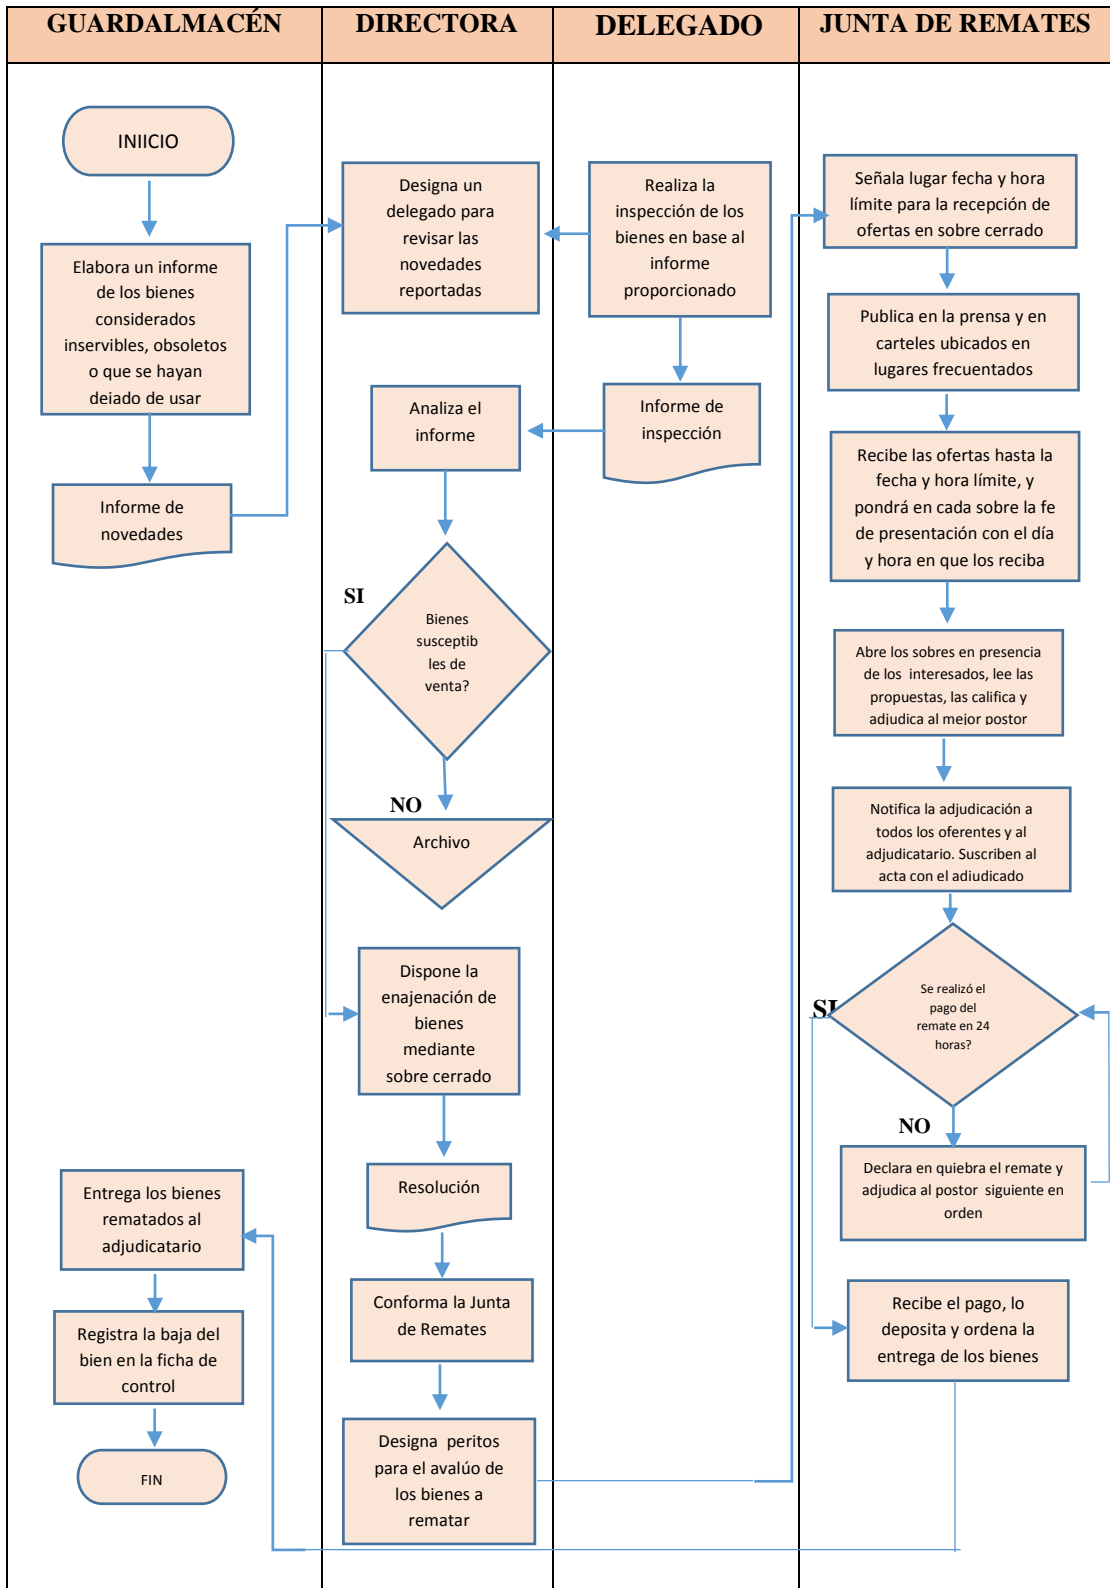 GUARDALMACÉN
DIRECTORA
DELEGADO
JUNTA DE REMATES
INIICIO
Elabora un informe
de los bienes
considerados
inservibles, obsoletos
o que se hayan
dejado de usar
Informe de
novedades
Entrega los bienes
rematados al
adjudicatario
Registra la baja del
bien en la ficha de
control
FIN
Designa un
delegado para
revisar las
novedades
reportadas
Analiza el
informe
SI
Bienes
susceptib
les de
venta?
NO
Archivo
Dispone la
enajenación de
bienes
mediante
sobre cerrado
Resolución
Conforma la Junta
de Remates
Designa peritos
para el avalúo de
los bienes a
rematar
Realiza la
inspección de los
bienes en base al
informe
proporcionado
Informe de
inspección
Señala lugar fecha y hora
límite para la recepción de
ofertas en sobre cerrado
Publica en la prensa y en
carteles ubicados en
lugares frecuentados
Recibe las ofertas hasta la
fecha y hora límite, y
pondrá en cada sobre la fe
de presentación con el día
y hora en que los reciba
Abre los sobres en presencia
de los interesados, lee las
propuestas, las califica y
adjudica al mejor postor
Notifica la adjudicación a
todos los oferentes y al
adjudicatario. Suscriben al
acta con el adjudicado
SI
Se realizó el
pago del
remate en 24
horas?
NO
Declara en quiebra el remate y
adjudica al postor siguiente en
orden
Recibe el pago, lo
deposita y ordena la
entrega de los bienes